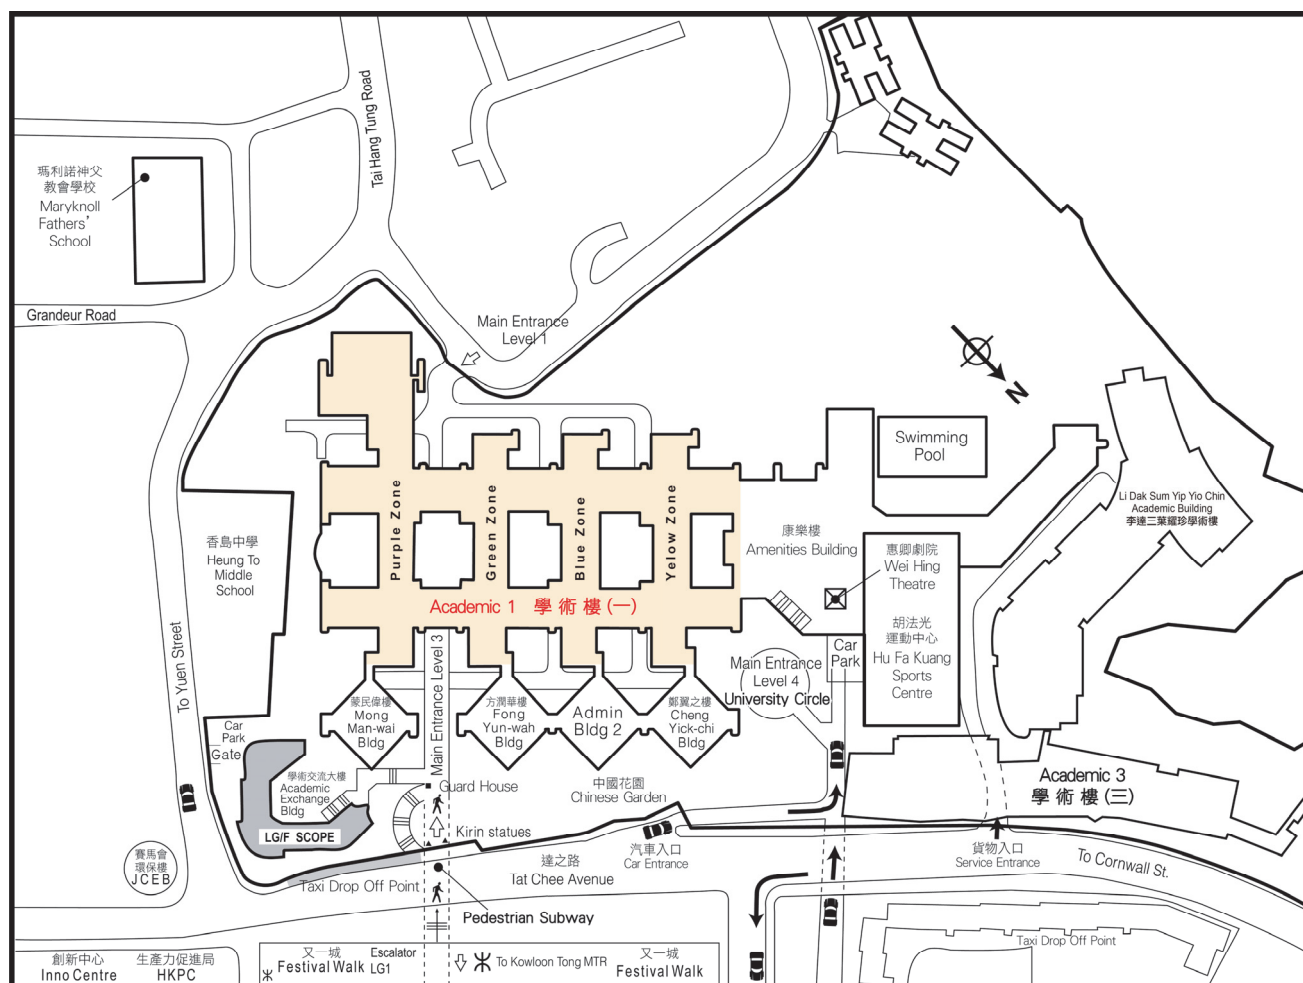 瑪利諾神父
教會學校
Maryknoll
Fathers'
School
Tai Hang Tung Road
Grandeur Road
Main Entrance
Level 1
N
Swimming
Pool
Li Dak Sum Yip Yio Chin
Academic Building
李達三葉耀珍學術樓
Purple Zone
Green Zone
Blue Zone
Yelow Zone
康樂樓
Amenities Building
惠卿劇院
Wei Hing
Theatre
香島中學
Heung To
Middle
School
Academic 1 學術樓(一)
胡法光
運動中心
Hu Fa Kuang
Sports
Centre
Car
Park
Main Entrance
Level 4
University Circle
To Yuen Street
Main Entrance Level 3
蒙民偉樓
Mong
Man-wai
Bldg
方潤華樓
Fong
Yun-wah
Bldg
Admin
Bldg 2
鄭翼之樓
Cheng
Yick-chi
Bldg
Car
Park
Gate
學術交流大樓
Academic
Exchange
Bldg
Guard House
中國花園
Chinese Garden
Academic 3
學術樓(三)
LG/F SCOPE
Kirin statues
汽車入口
Car Entrance
貨物入口
Service Entrance
To Cornwall St.
賽馬會
環保樓
JCEB
達之路
Tat Chee Avenue
Taxi Drop Off Point
Pedestrian Subway
Taxi Drop Off Point
創新中心
Inno Centre
生產力促進局
HKPC
又一城
Festival Walk
Escalator
LG1
To Kowloon Tong MTR
又一城
Festival Walk